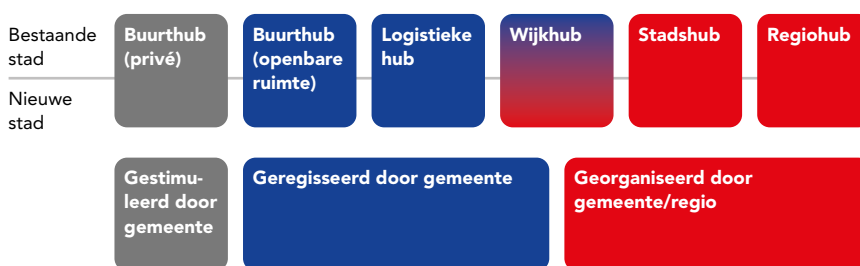 Bestaande
stad
Nieuwe
stad
Buurthub
(privé)
Buurthub
(openbare
ruimte)
Logistieke
hub
Wijkhub
Stadshub
Regiohub
Gestimu-
leerd door
gemeente
Geregisseerd door gemeente
Georganiseerd door
gemeente/regio